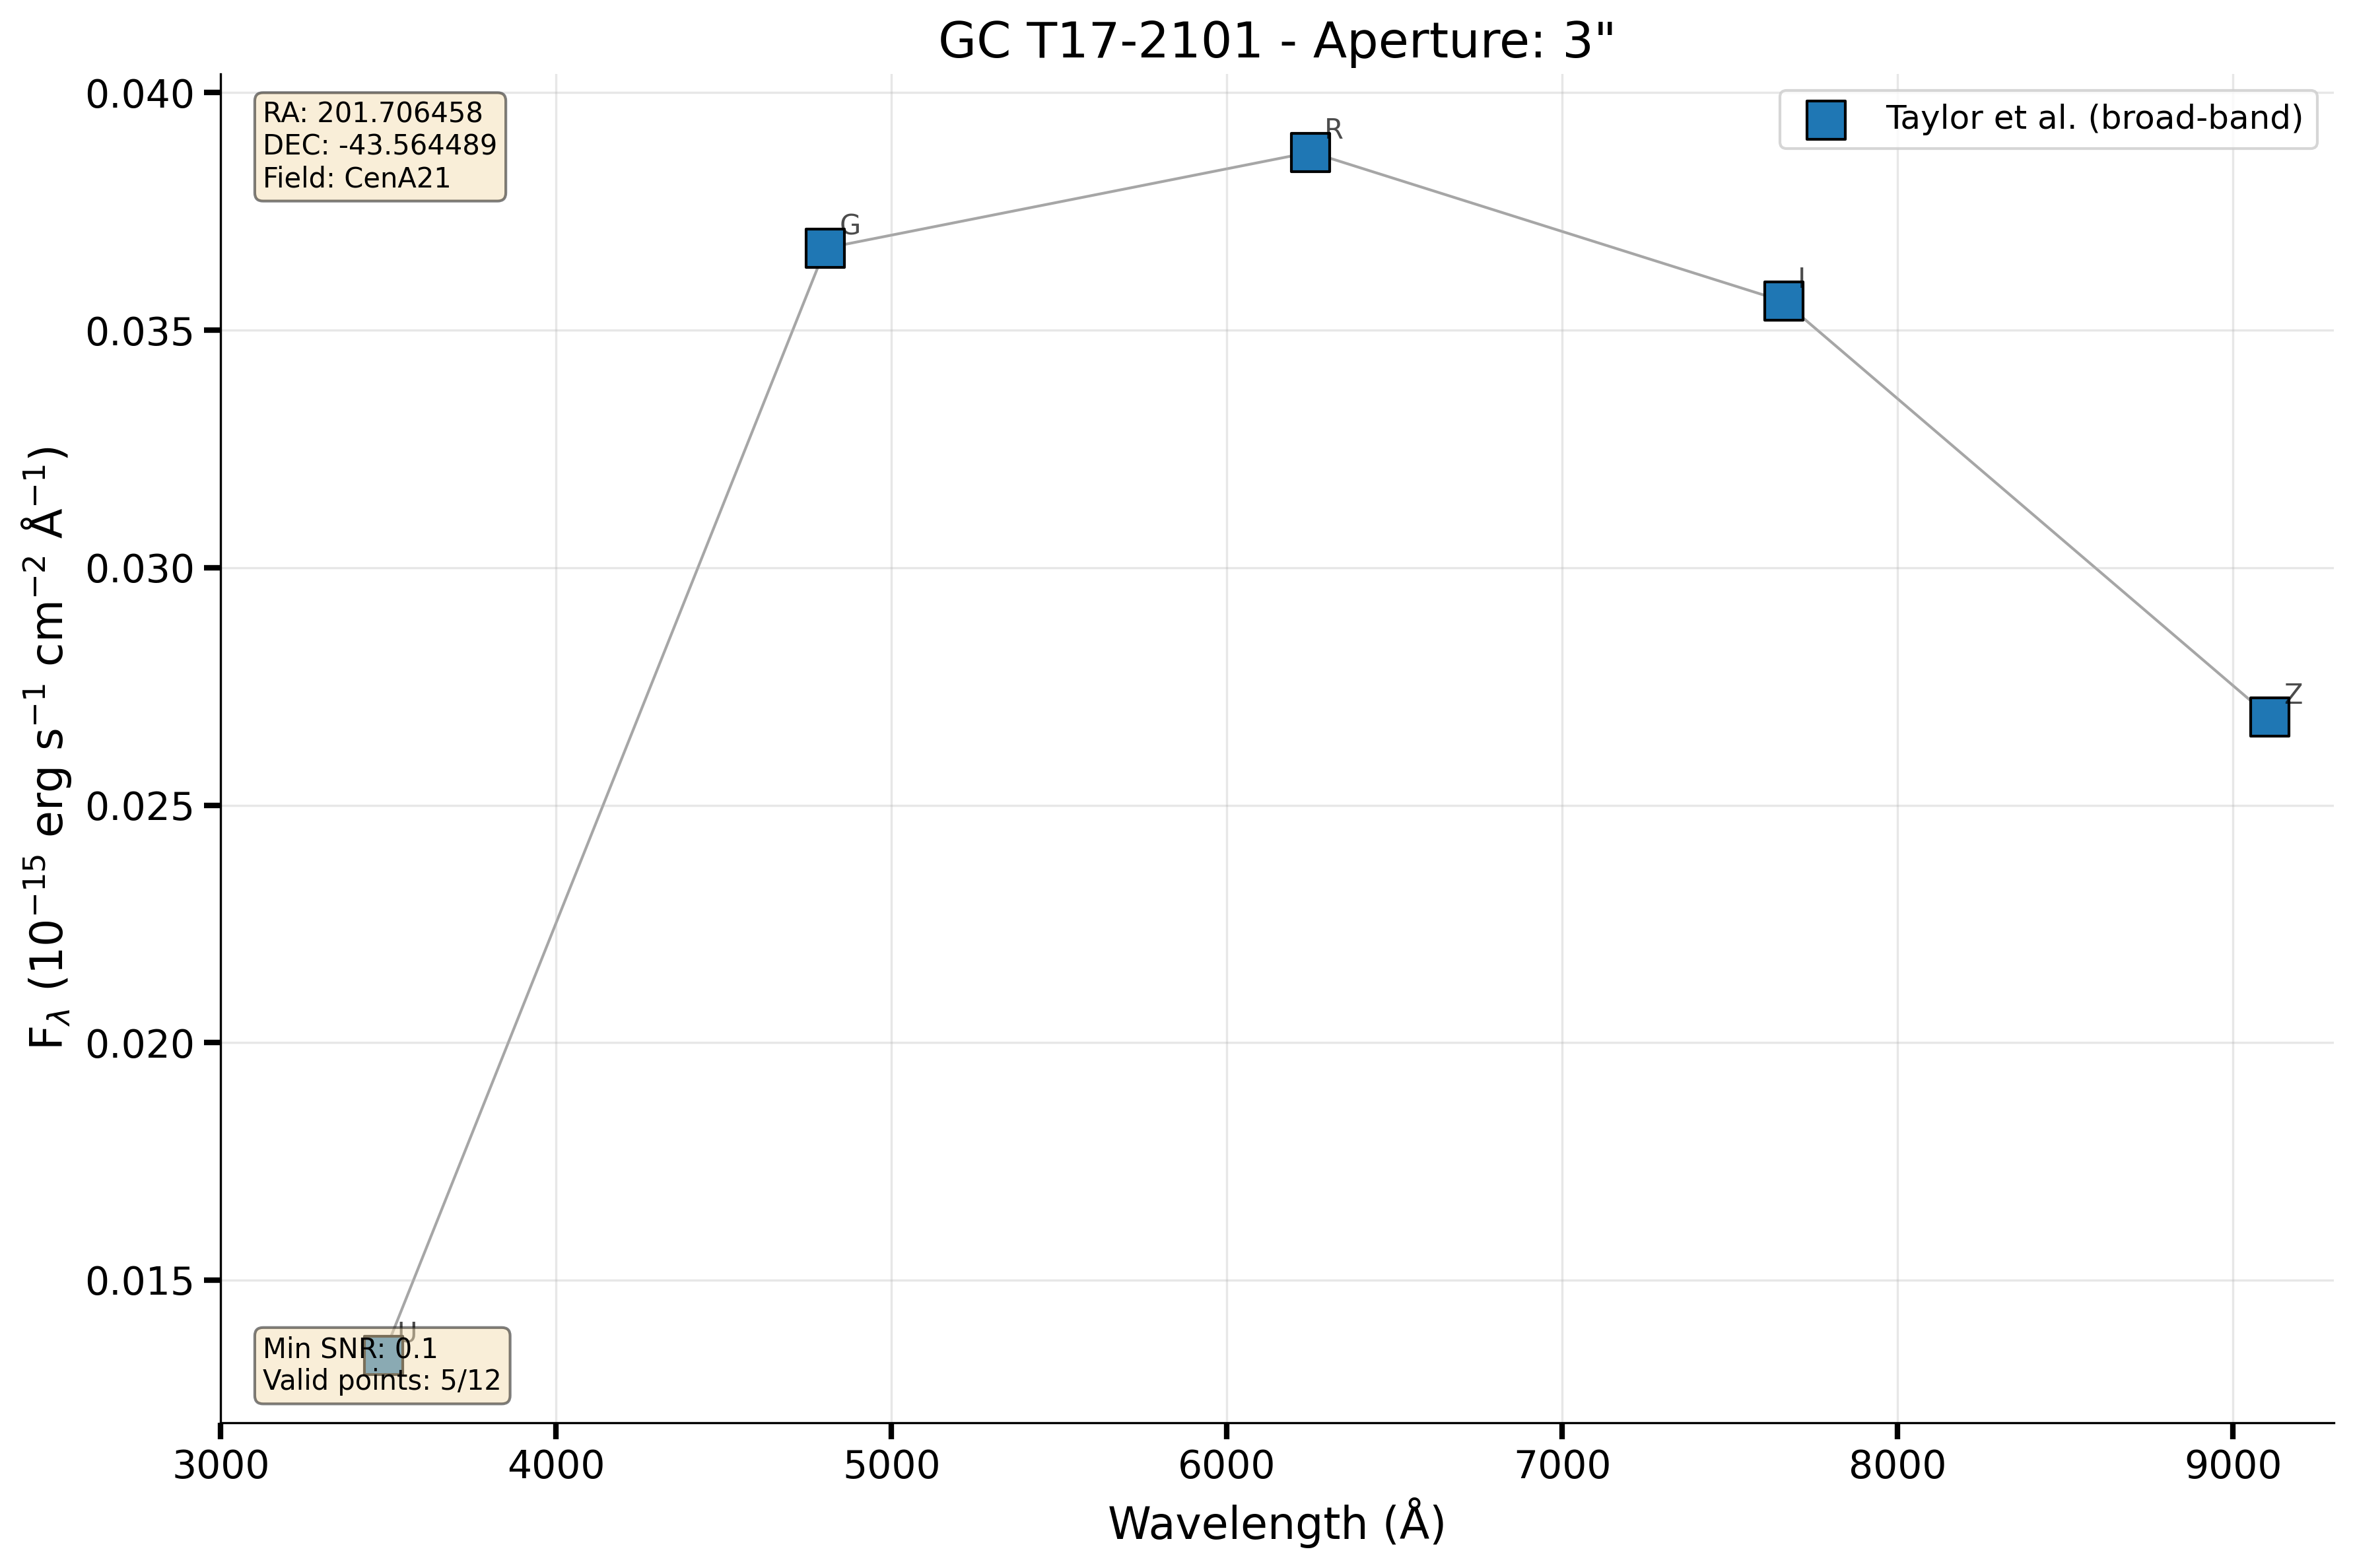 GC T17-2101 - Aperture: 3"
RA: 201.706458
DEC: -43.564489
Field: CenA21
Taylor et al. (broad-band)
R
G
I
Z
U
Min SNR: 0.1
Valid points: 5/12
F_λ (10⁻¹⁵ erg s⁻¹ cm⁻² Å⁻¹)
0.040
0.035
0.030
0.025
0.020
0.015
3000 4000 5000 6000 7000 8000 9000
Wavelength (Å)